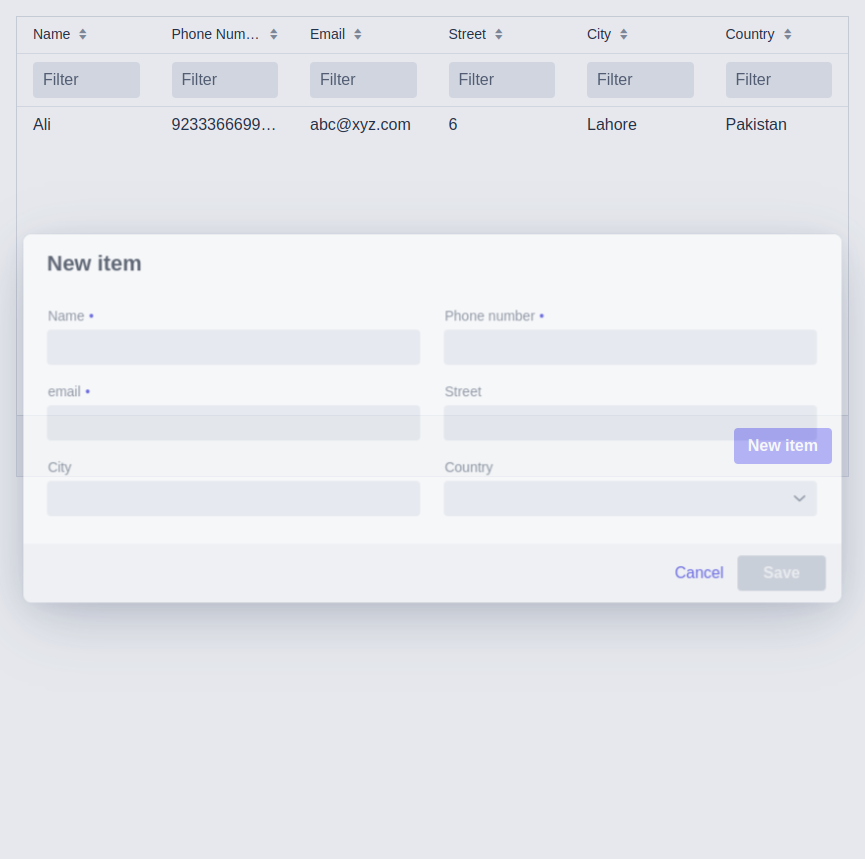 Name Phone Num… Email Street City Country
Filter Filter Filter Filter Filter Filter
Ali 9233366699… abc@xyz.com 6 Lahore Pakistan
New item
Name • Phone number •
email • Street
New item
City Country
Cancel Save